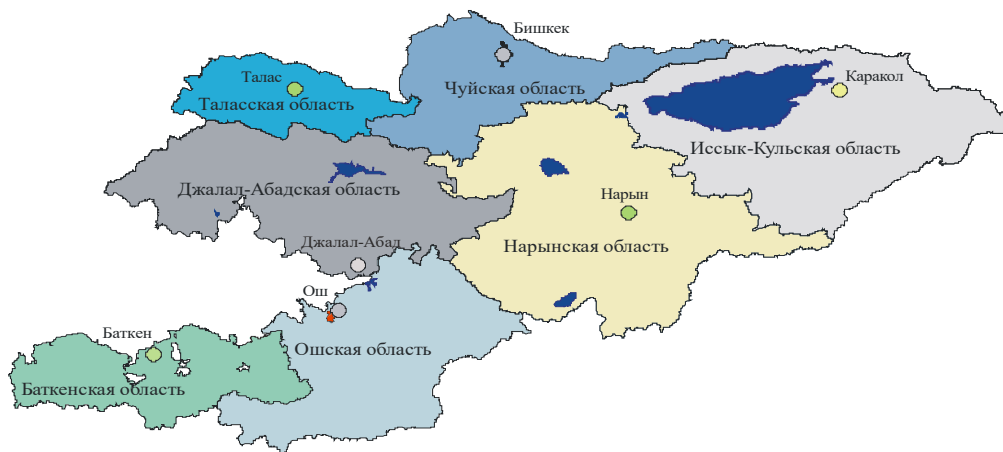 Бишкек
Талас
Каракол
Чуйская область
Таласская область
Иссык-Кульская область
Джалал-Абадская область
Нарын
Джалал-Абад
Нарынская область
Ош
Баткен
Ошская область
Баткенская область